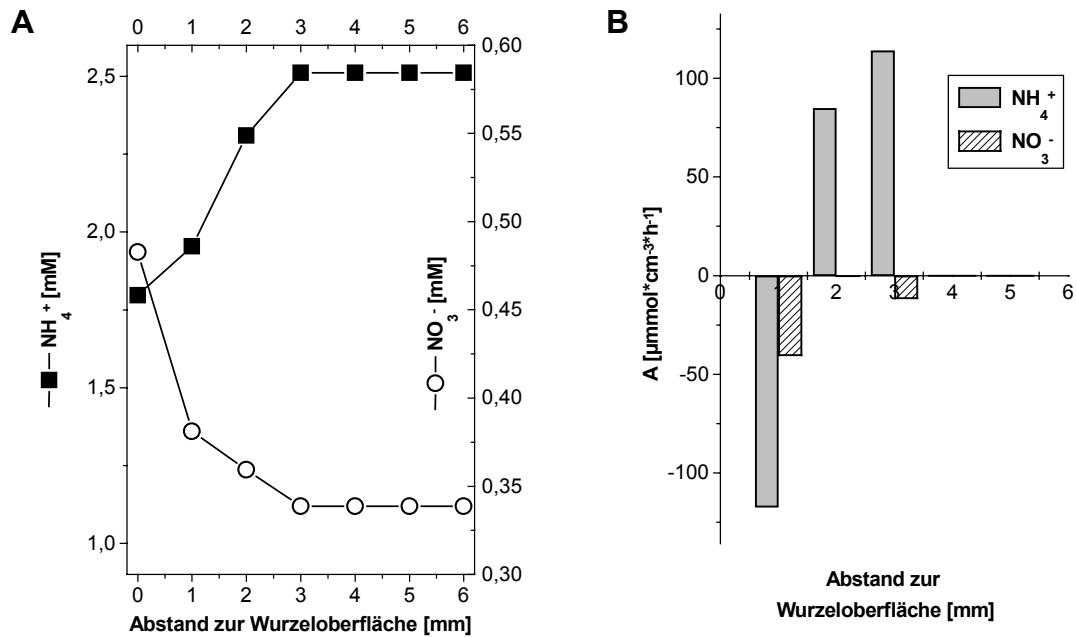 A
0 1 2 3 4 5 6
2,5
2,0
1,5
1,0
NH4+ [mM]
0,60
0,55
0,50
0,45
0,40
0,35
0,30
NO3- [mM]
0 1 2 3 4 5 6
Abstand zur Wurzeloberfläche [mm]
B
100
50
0
-50
-100
A [µmmol*cm-3*h-1]
NH4+
NO3-
0 1 2 3 4 5 6
Abstand zur
Wurzeloberfläche [mm]